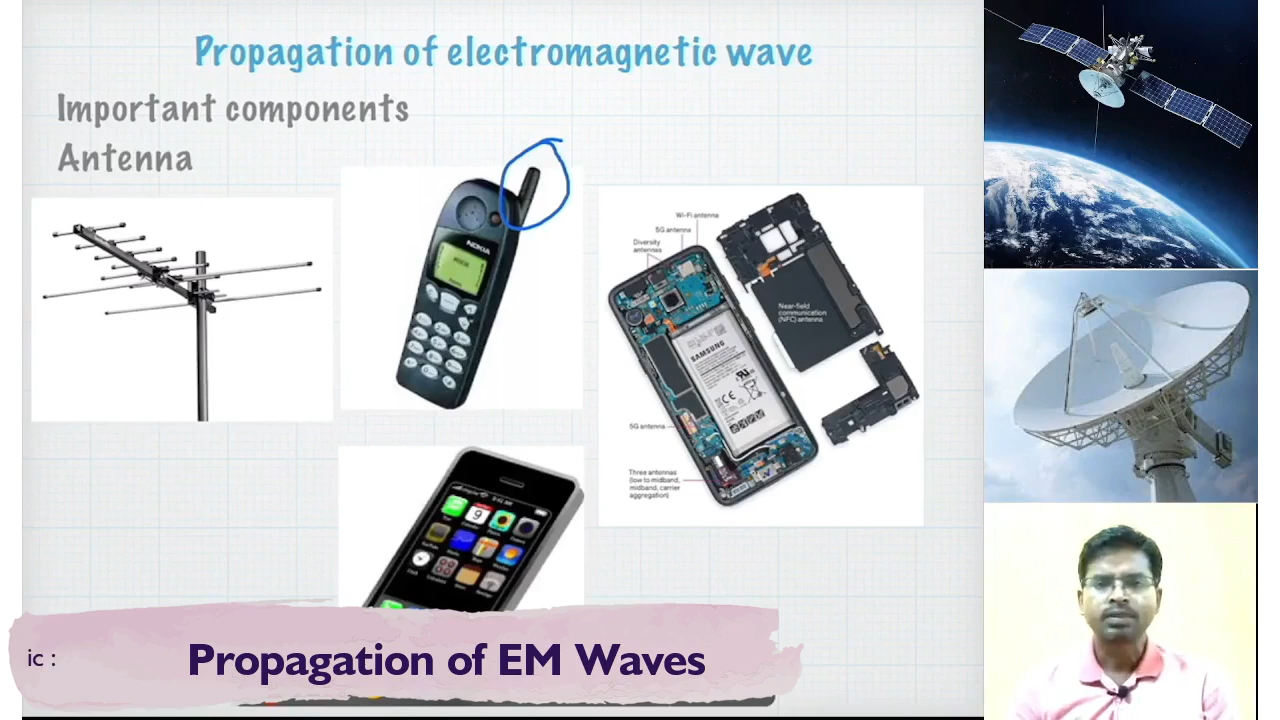 Propagation of electromagnetic wave
Important components
Antenna
NOKIA
Wi-Fi antenna
5G antenna
Diversity
antennas
Near-field
communication
(NFC) antenna
SAMSUNG
5G antenna
Three antennas
(low to midband,
midband, carrier
aggregation)
9
ic :
Propagation of EM Waves